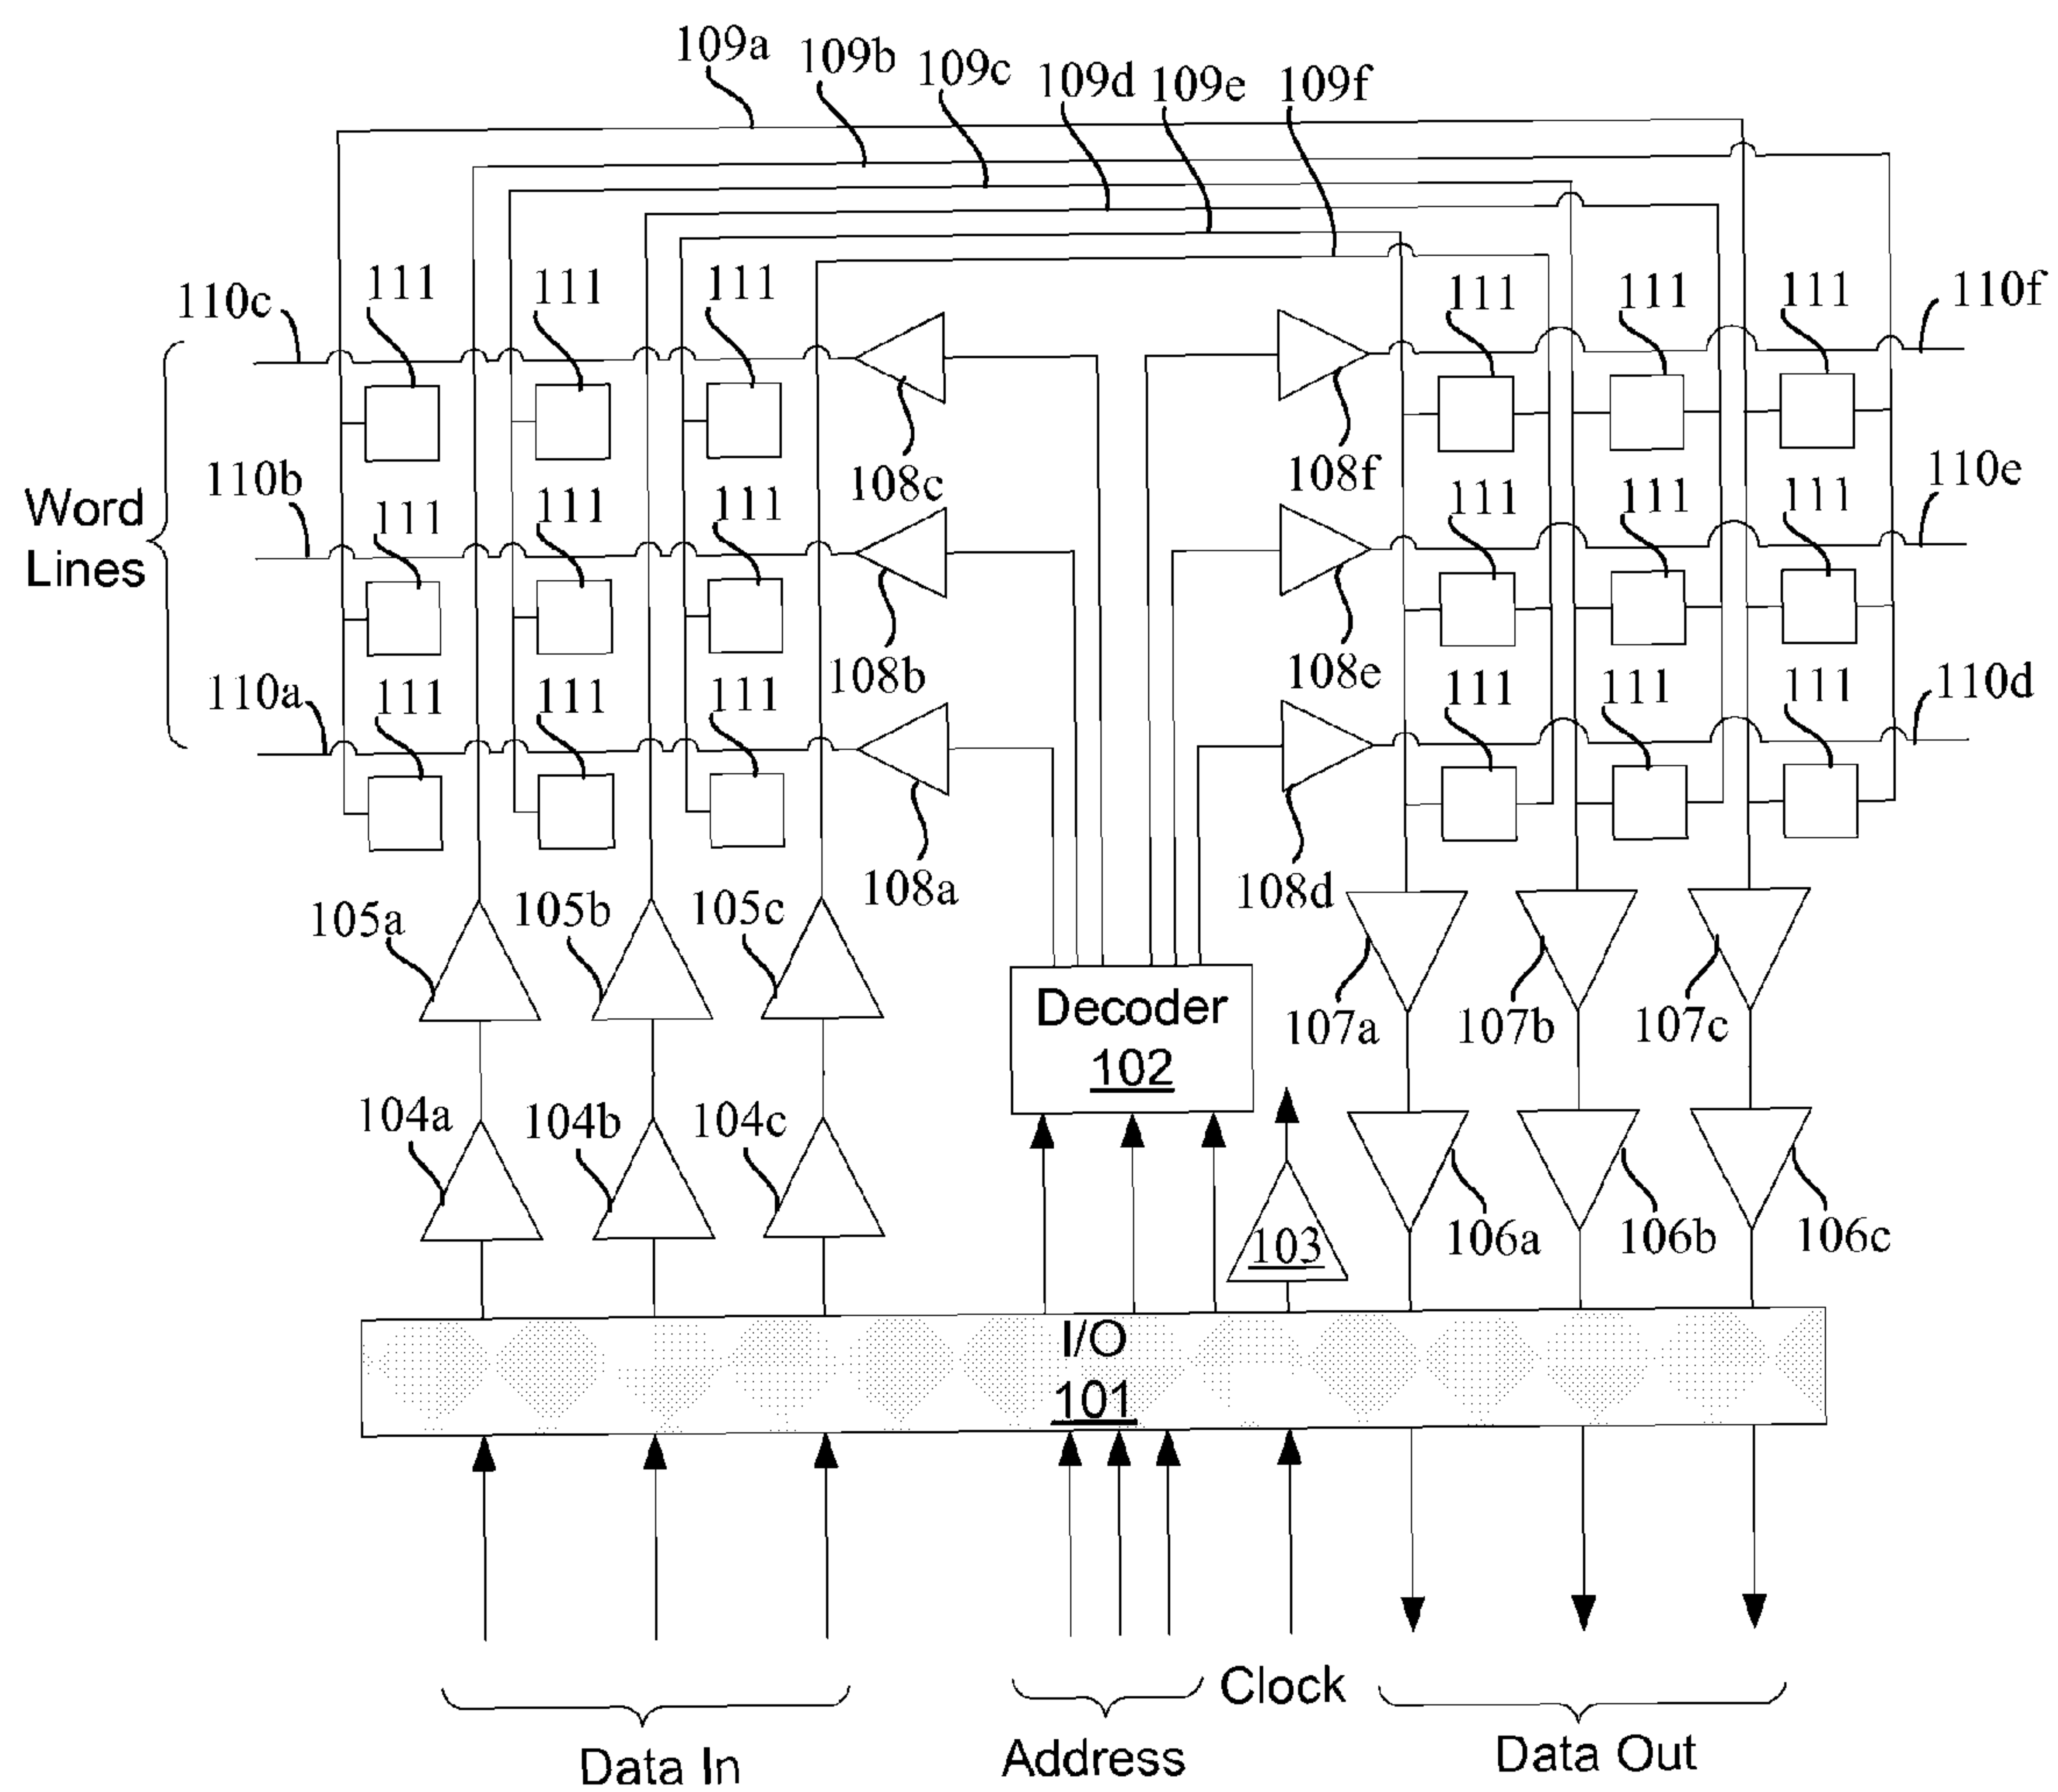 109a 109b 109c 109d 109e 109f
110c 111 111 111 111 111 111 110f
108c 108f
110b 111 111 111 111 111 111 110e
Word
Lines
108b 108e
110a 111 111 111 111 111 111 110d
108a 108d
105a 105b 105c
Decoder
102
107a 107b 107c
104a 104b 104c
103
106a 106b 106c
I/O
101
Clock
Data In
Address
Data Out